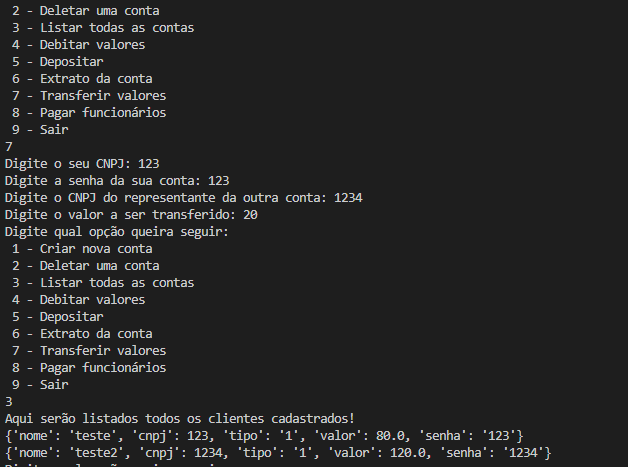 2 - Deletar uma conta
3 - Listar todas as contas
4 - Debitar valores
5 - Depositar
6 - Extrato da conta
7 - Transferir valores
8 - Pagar funcionários
9 - Sair
7
Digite o seu CNPJ: 123
Digite a senha da sua conta: 123
Digite o CNPJ do representante da outra conta: 1234
Digite o valor a ser transferido: 20
Digite qual opção queira seguir:
1 - Criar nova conta
2 - Deletar uma conta
3 - Listar todas as contas
4 - Debitar valores
5 - Depositar
6 - Extrato da conta
7 - Transferir valores
8 - Pagar funcionários
9 - Sair
3
Aqui serão listados todos os clientes cadastrados!
{'nome': 'teste', 'cnpj': 123, 'tipo': '1', 'valor': 80.0, 'senha': '123'}
{'nome': 'teste2', 'cnpj': 1234, 'tipo': '1', 'valor': 120.0, 'senha': '1234'}